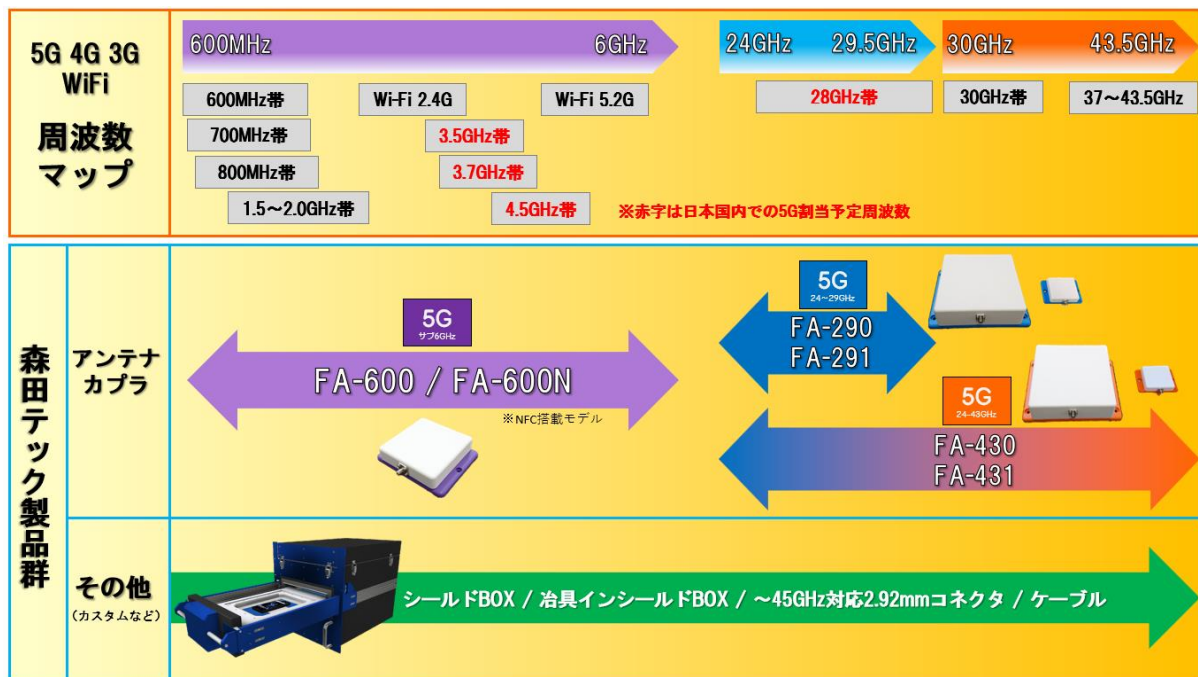 5G 4G 3G
WiFi
周波数
マップ
600MHz
6GHz
24GHz
29.5GHz
30GHz
43.5GHz
600MHz帯
Wi-Fi 2.4G
Wi-Fi 5.2G
28GHz帯
30GHz帯
37～43.5GHz
700MHz帯
3.5GHz帯
800MHz帯
3.7GHz帯
1.5～2.0GHz帯
4.5GHz帯
※赤字は日本国内での5G割当予定周波数
森田テック製品群
アンテナ
カプラ
5G
サブ6GHz
FA-600 / FA-600N
※NFC搭載モデル
5G
24～29GHz
FA-290
FA-291
5G
24-43GHz
FA-430
FA-431
その他
（カスタムなど）
シールドBOX / 冶具インシールドBOX / ～45GHz対応2.92mmコネクタ / ケーブル